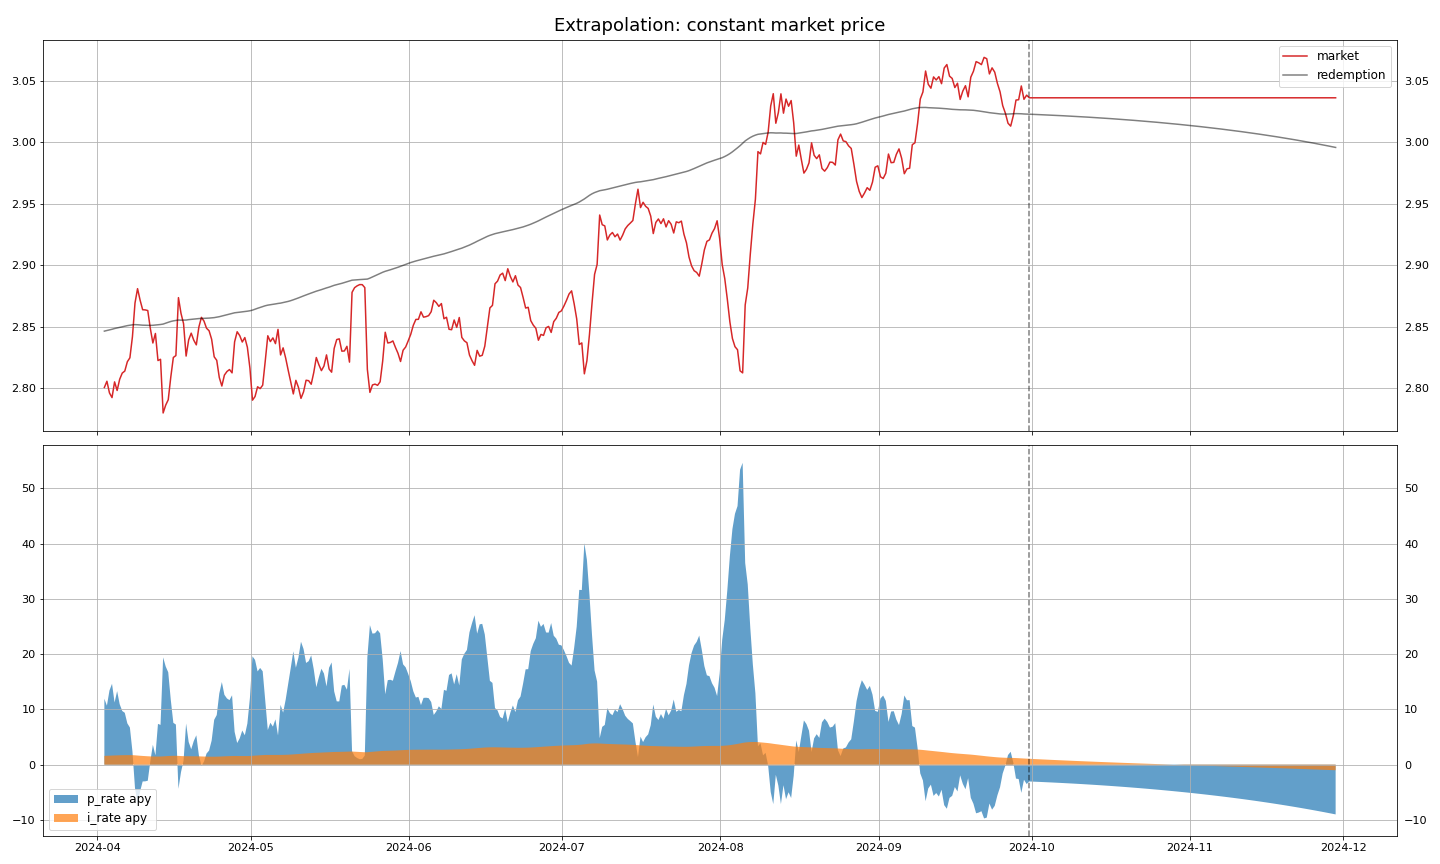 Extrapolation: constant market price
market
redemption
3.05 3.05
3.00 3.00
2.95 2.95
2.90 2.90
2.85 2.85
2.80 2.80
50 50
40 40
30 30
20 20
10 10
0 0
−10 −10
p_rate apy
i_rate apy
2024-04 2024-05 2024-06 2024-07 2024-08 2024-09 2024-10 2024-11 2024-12